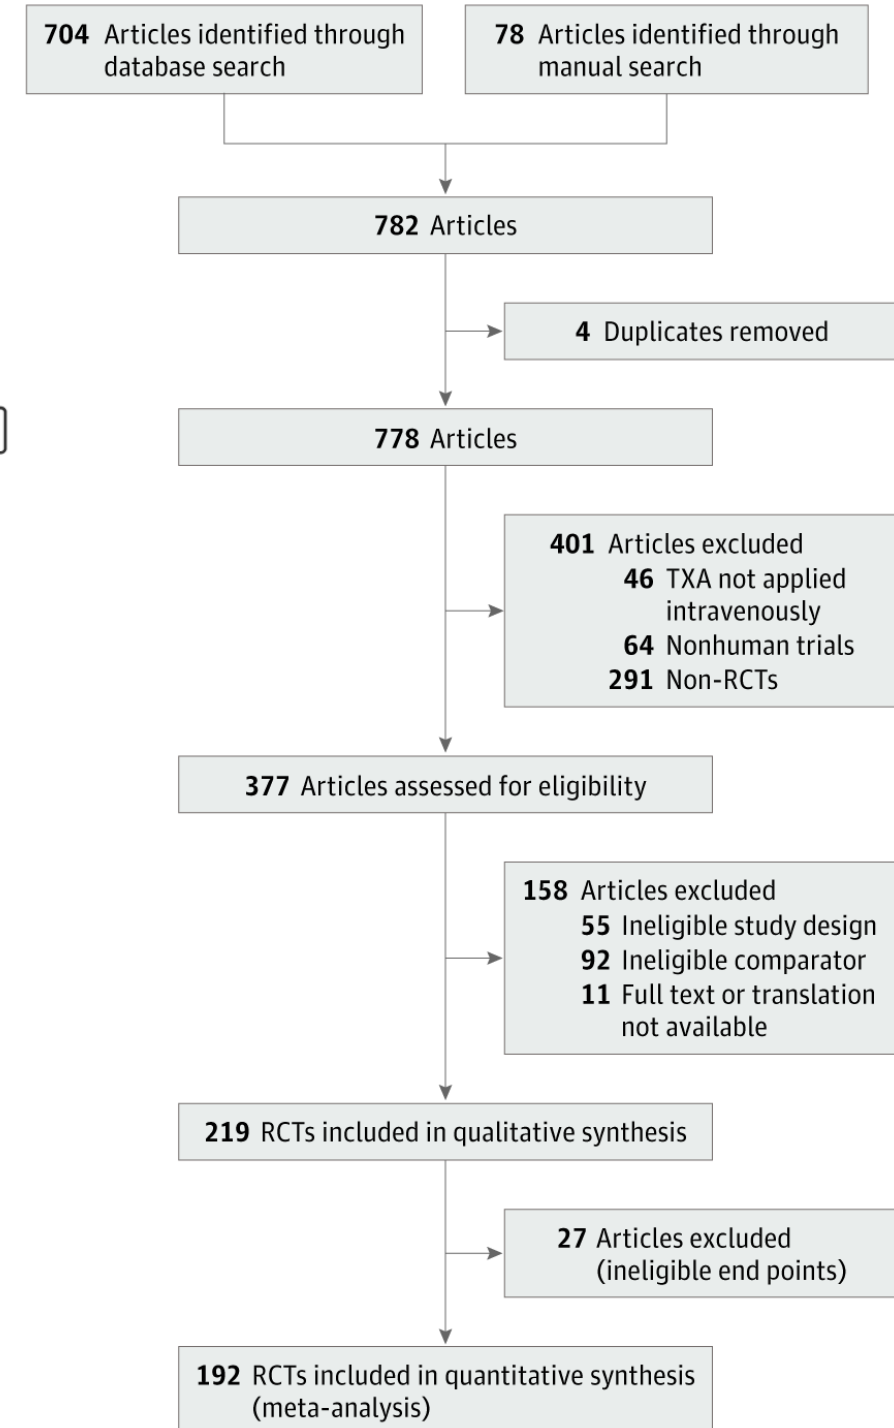 704 Articles identified through
database search
78 Articles identified through
manual search
782 Articles
4 Duplicates removed
778 Articles
401 Articles excluded
46 TXA not applied
intravenously
64 Nonhuman trials
291 Non-RCTs
377 Articles assessed for eligibility
158 Articles excluded
55 Ineligible study design
92 Ineligible comparator
11 Full text or translation
not available
219 RCTs included in qualitative synthesis
27 Articles excluded
(ineligible end points)
192 RCTs included in quantitative synthesis
(meta-analysis)